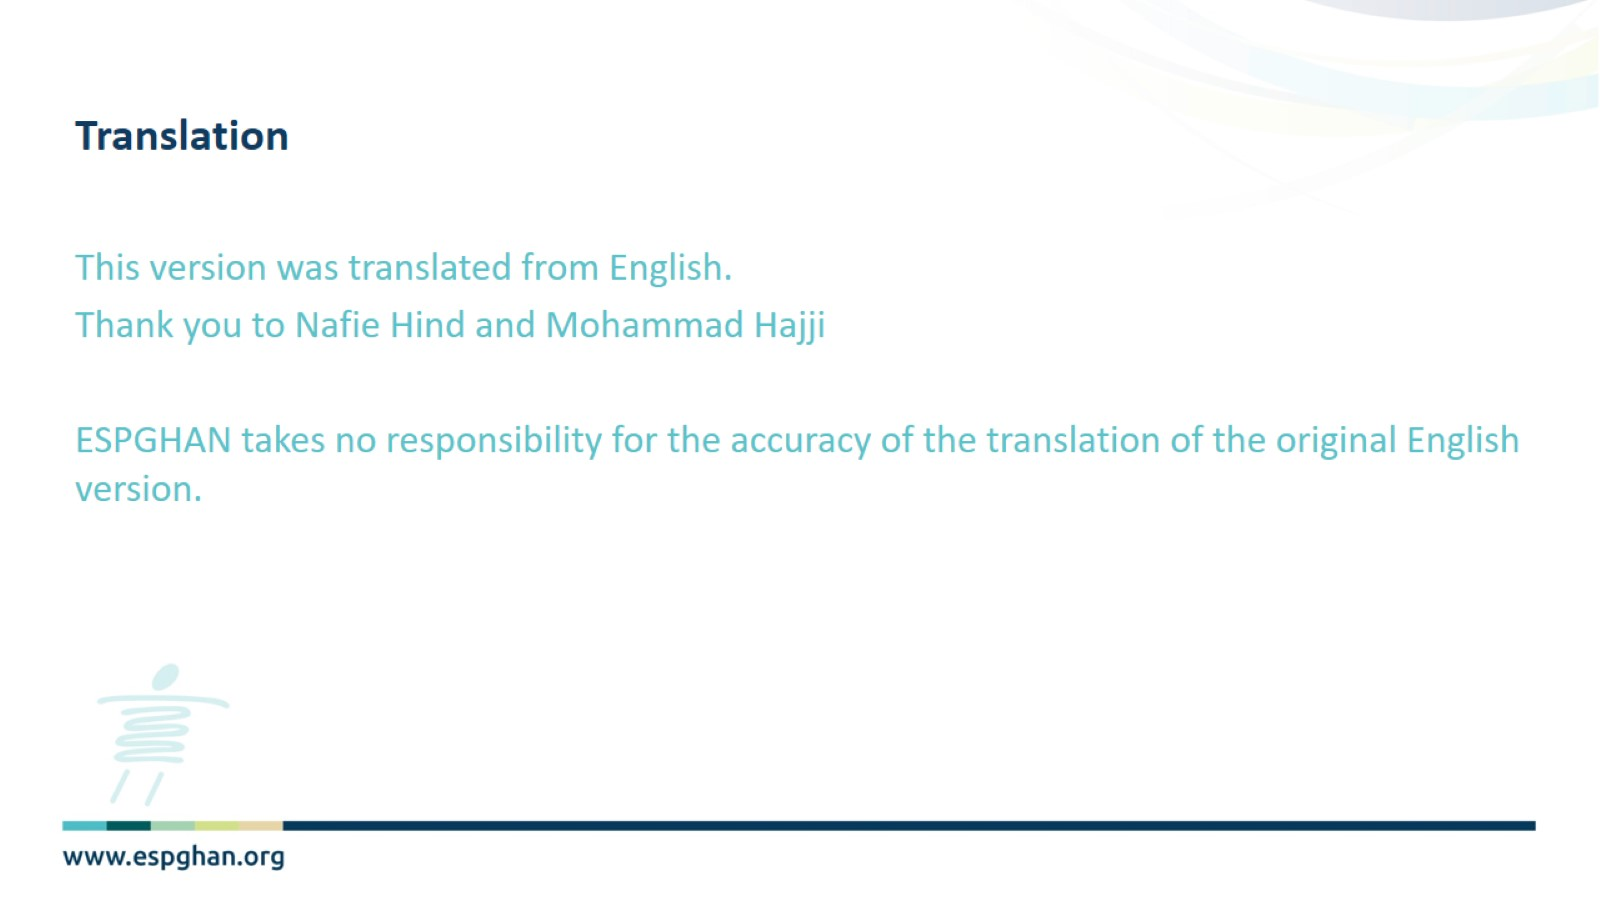 Translation
This version was translated from English.
Thank you to Nafie Hind and Mohammad Hajji
ESPGHAN takes no responsibility for the accuracy of the translation of the original English
version.
www.espghan.org